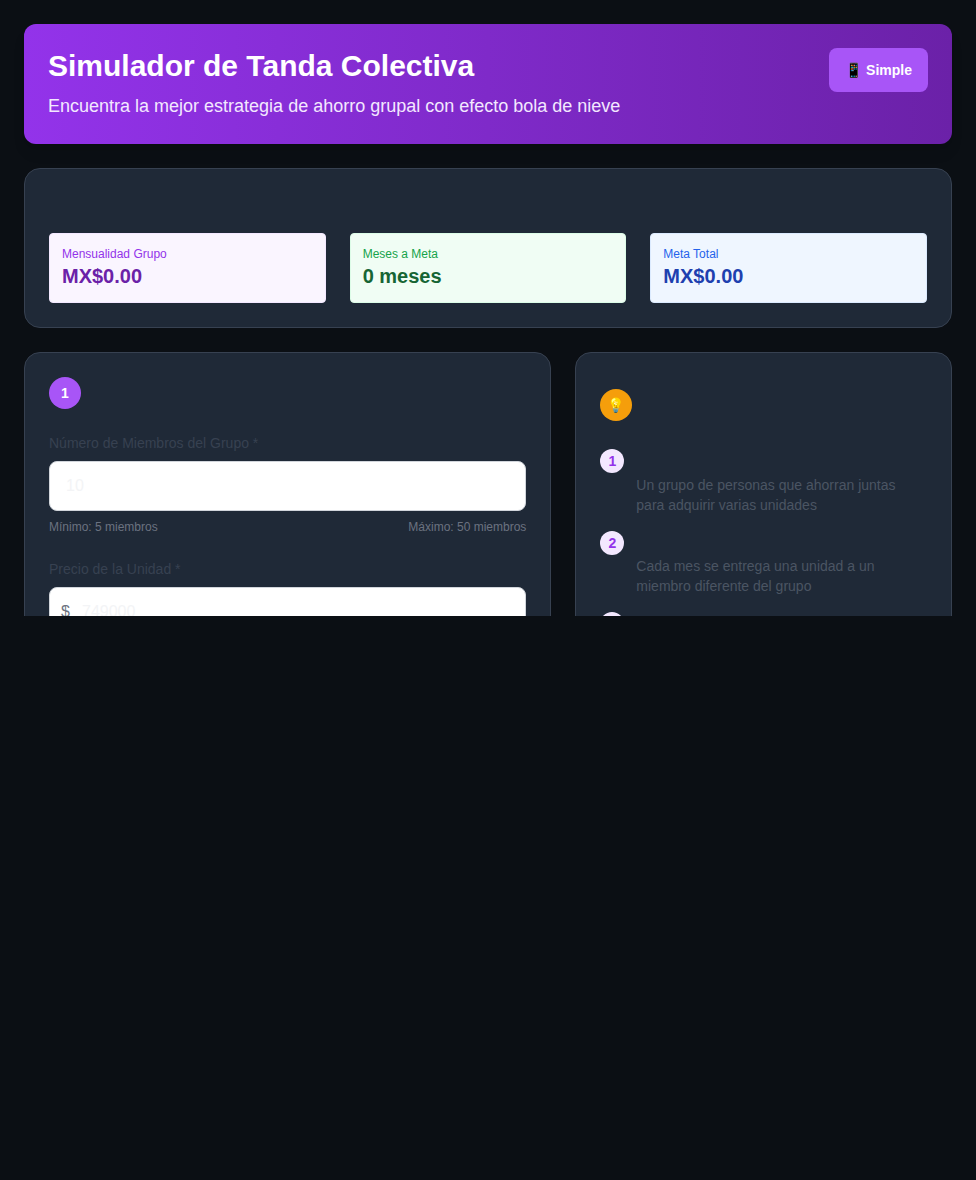 Simulador de Tanda Colectiva
📱 Simple
Encuentra la mejor estrategia de ahorro grupal con efecto bola de nieve
Mensualidad Grupo
MX$0.00
Meses a Meta
0 meses
Meta Total
MX$0.00
1
Número de Miembros del Grupo *
10
Mínimo: 5 miembros
Máximo: 50 miembros
Precio de la Unidad *
$ 749000
💡
1
Un grupo de personas que ahorran juntas
para adquirir varias unidades
2
Cada mes se entrega una unidad a un
miembro diferente del grupo